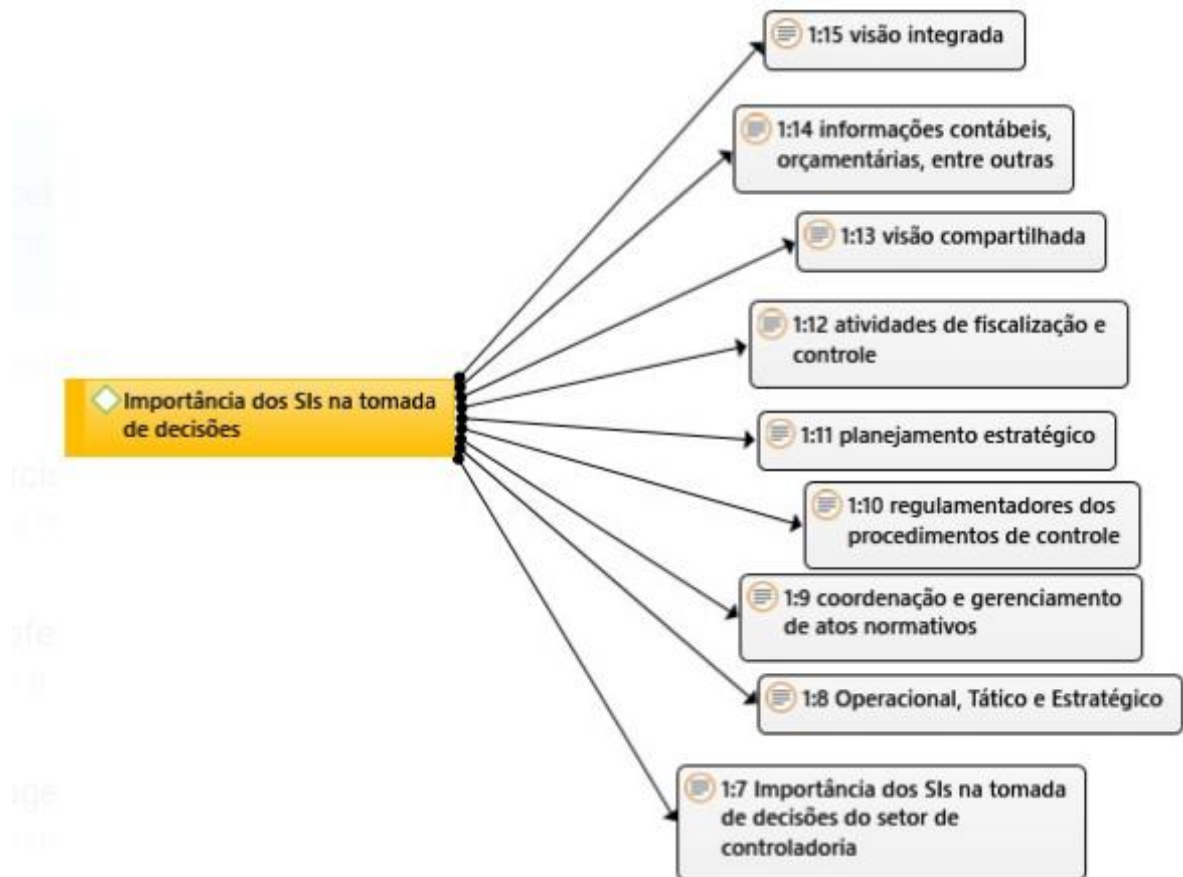 1:15 visão integrada
1:14 informações contábeis,
orçamentárias, entre outras
1:13 visão compartilhada
1:12 atividades de fiscalização e
controle
Importância dos SIs na tomada
de decisões
1:11 planejamento estratégico
1:10 regulamentadores dos
procedimentos de controle
1:9 coordenação e gerenciamento
de atos normativos
1:8 Operacional, Tático e Estratégico
1:7 Importância dos SIs na tomada
de decisões do setor de
controladoria